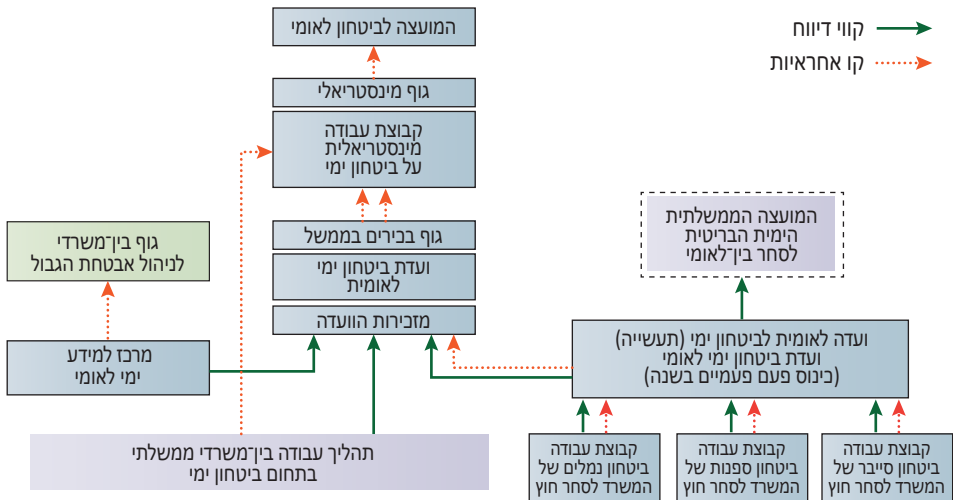 קווי דיווח
קו אחראיות
המועצה לביטחון לאומי
גוף מינסטריאלי
קבוצת עבודה
מינסטריאלית
על ביטחון ימי
גוף בכירים בממשל
ועדת ביטחון ימי
לאומית
מזכירות הוועדה
המועצה הממשלתית
הימית הבריטית
לסחר בין־לאומי
ועדה לאומית לביטחון ימי (תעשייה)
ועדת ביטחון ימי לאומי
(כינוס פעם פעמיים בשנה)
קבוצת עבודה
ביטחון סייבר של
המשרד לסחר חוץ
קבוצת עבודה
ביטחון ספנות של
המשרד לסחר חוץ
קבוצת עבודה
ביטחון נמלים של
המשרד לסחר חוץ
גוף בין־משרדי
לניהול אבטחת הגבול
מרכז למידע
ימי לאומי
תהליך עבודה בין־משרדי ממשלתי
בתחום ביטחון ימי